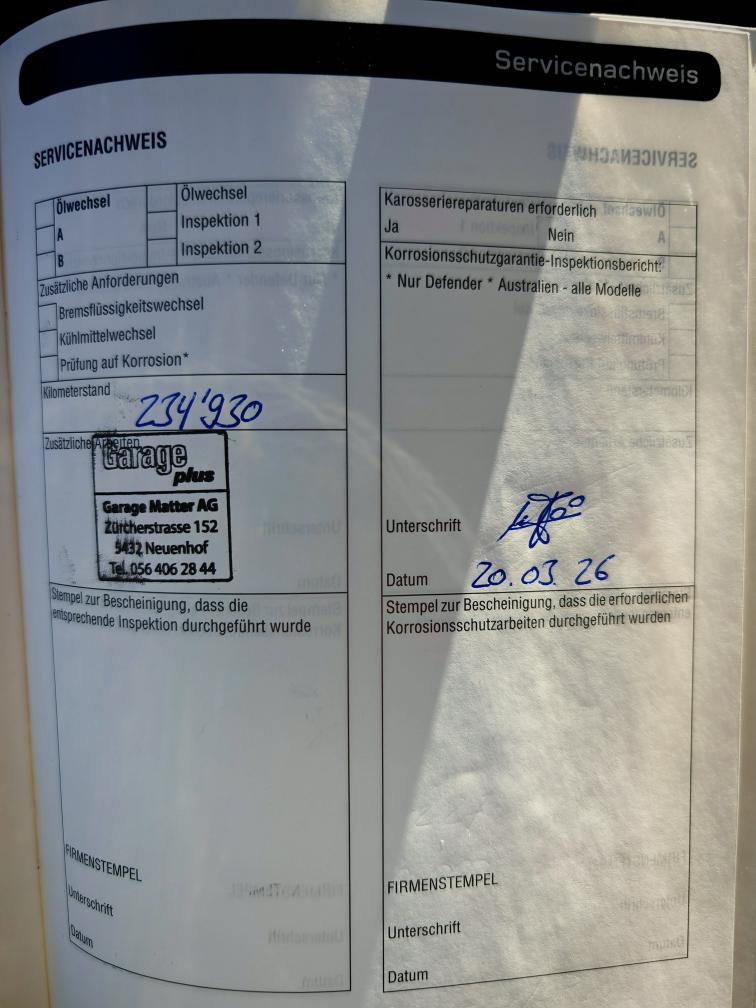 Servicenachweis
SERVICENACHWEIS
Ölwechsel
A
B
Ölwechsel
Inspektion 1
Inspektion 2
Zusätzliche Anforderungen
Bremsflüssigkeitswechsel
Kühlmittelwechsel
Prüfung auf Korrosion*
Kilometerstand
234'930
Zusätzliche Arbeiten
Garage
plus
Garage Matter AG
Zürcherstrasse 152
5432 Neuenhof
Tel. 056 406 28 44
Stempel zur Bescheinigung, dass die
entsprechende Inspektion durchgeführt wurde
FIRMENSTEMPEL
Unterschrift
Datum
Karosseriereparaturen erforderlich
Ja Nein
Korrosionsschutzgarantie-Inspektionsbericht:
* Nur Defender * Australien - alle Modelle
Unterschrift
Datum 20.03.26
Stempel zur Bescheinigung, dass die erforderlichen
Korrosionsschutzarbeiten durchgeführt wurden
FIRMENSTEMPEL
Unterschrift
Datum